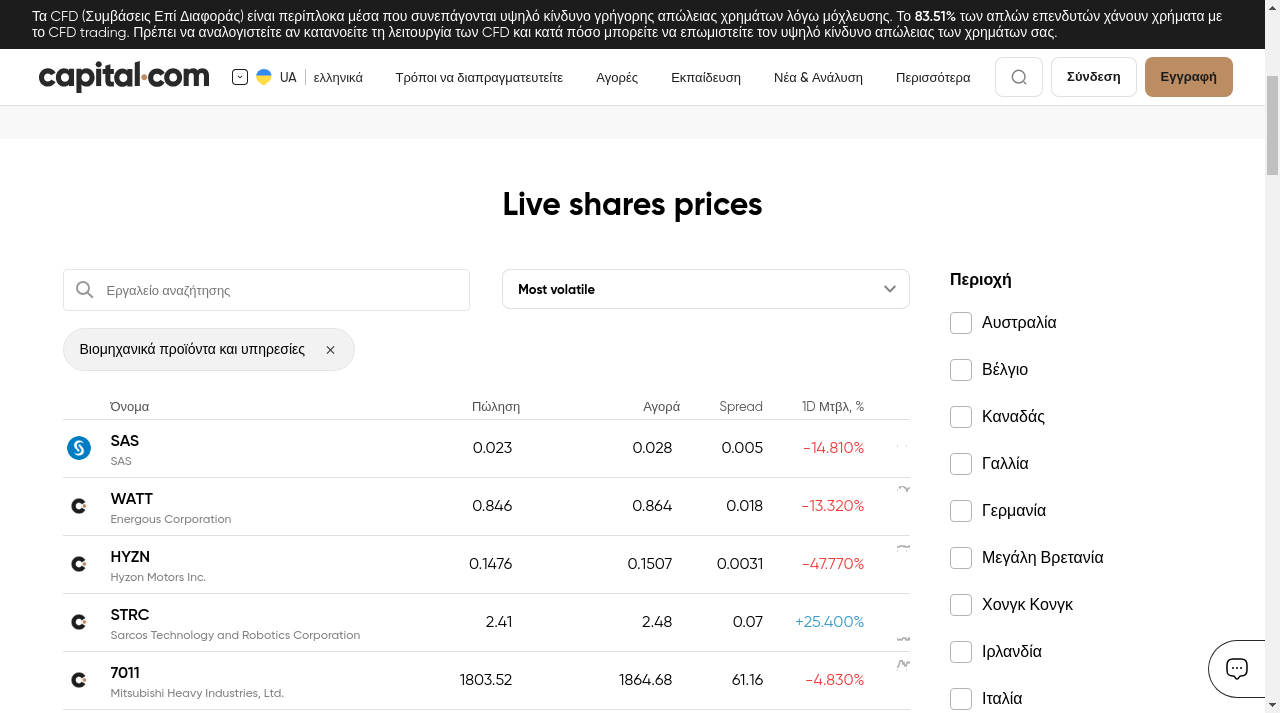 Τα CFD (Συμβάσεις Επί Διαφοράς) είναι περίπλοκα μέσα που συνεπάγονται υψηλό κίνδυνο γρήγορης απώλειας χρημάτων λόγω μόχλευσης. Το 83.51% των απλών επενδυτών χάνουν χρήματα με
το CFD trading. Πρέπει να αναλογιστείτε αν κατανοείτε τη λειτουργία των CFD και κατά πόσο μπορείτε να επωμιστείτε τον υψηλό κίνδυνο απώλειας των χρημάτων σας.
capital.com UA ελληνικά Τρόποι να διαπραγματευτείτε Αγορές Εκπαίδευση Νέα & Ανάλυση Περισσότερα Σύνδεση Εγγραφή
Live shares prices
Εργαλείο αναζήτησης Most volatile
Βιομηχανικά προϊόντα και υπηρεσίες
Όνομα Πώληση Αγορά Spread 1D Μτβλ, %
SAS 0.023 0.028 0.005 -14.810%
SAS
WATT 0.846 0.864 0.018 -13.320%
Energous Corporation
HYZN 0.1476 0.1507 0.0031 -47.770%
Hyzon Motors Inc.
STRC 2.41 2.48 0.07 +25.400%
Sarcos Technology and Robotics Corporation
7011 1803.52 1864.68 61.16 -4.830%
Mitsubishi Heavy Industries, Ltd.
Περιοχή
Αυστραλία
Βέλγιο
Καναδάς
Γαλλία
Γερμανία
Μεγάλη Βρετανία
Χονγκ Κονγκ
Ιρλανδία
Ιταλία